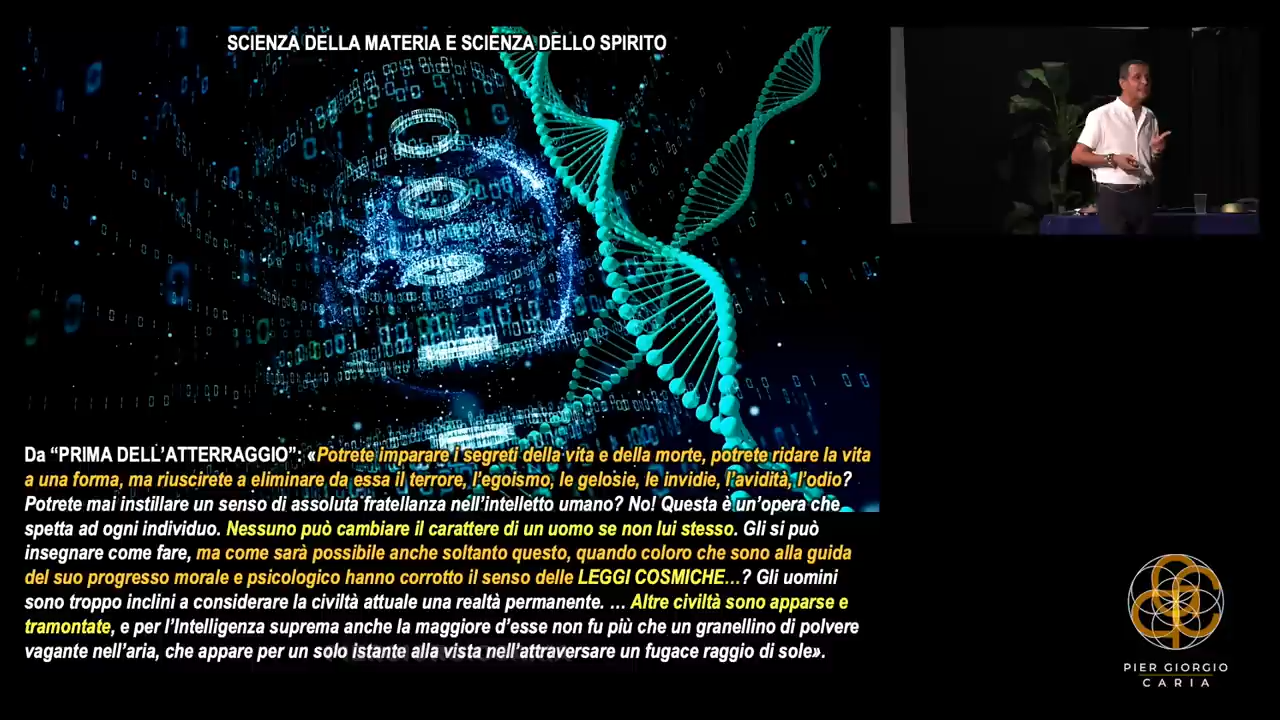 SCIENZA DELLA MATERIA E SCIENZA DELLO SPIRITO
Da “PRIMA DELL’ATTERRAGGIO”: «Potrete imparare i segreti della vita e della morte, potrete ridare la vita
a una forma, ma riuscirete a eliminare da essa il terrore, l’egoismo, le gelosie, le invidie, l’avidità, l’odio?
Potrete mai instillare un senso di assoluta fratellanza nell’intelletto umano? No! Questa è un’opera che
spetta ad ogni individuo. Nessuno può cambiare il carattere di un uomo se non lui stesso. Gli si può
insegnare come fare, ma come sarà possibile anche soltanto questo, quando coloro che sono alla guida
del suo progresso morale e psicologico hanno corrotto il senso delle LEGGI COSMICHE…? Gli uomini
sono troppo inclini a considerare la civiltà attuale una realtà permanente. … Altre civiltà sono apparse e
tramontate, e per l’Intelligenza suprema anche la maggiore d’esse non fu più che un granellino di polvere
vagante nell’aria, che appare per un solo istante alla vista nell’attraversare un fugace raggio di sole».
PIER GIORGIO
CARIA